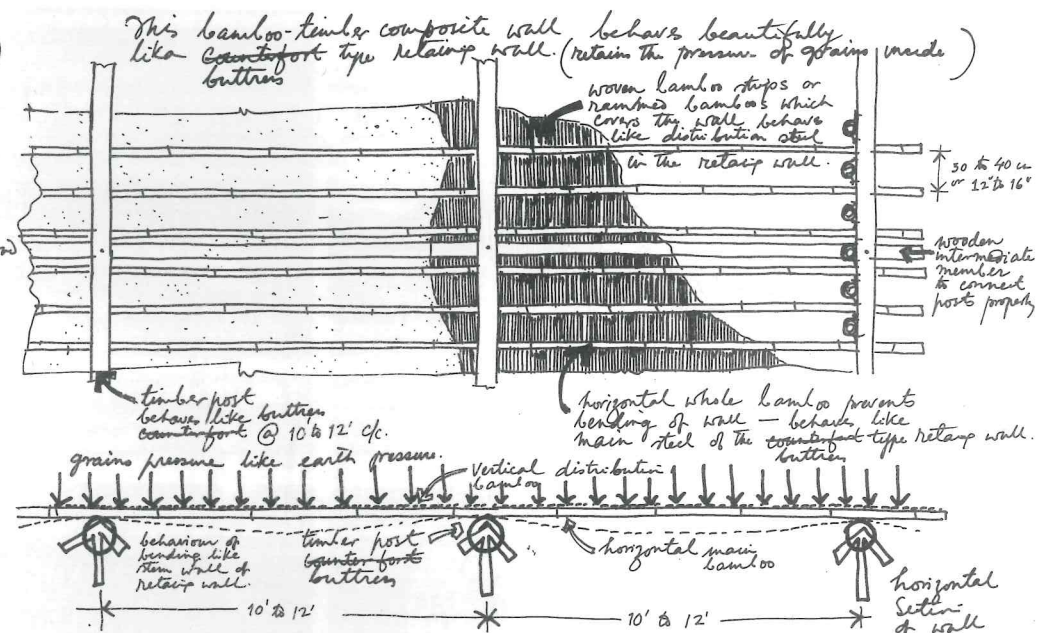 This bamboo-timber composite wall behaves beautifully
like counterfort type retaing wall. (retains the pressure of grains inside)
buttress
woven bamboo strips or
rammed bamboos which
covers the wall behave
like distribution steel
in the retaig wall.
30 to 40 cm
or 12" to 16"
wooden
intermediate
member
to connect
posts properly
timber post
behaves like buttress
counterfort @ 10' to 12' c/c.
horizontal whole bamboo prevents
bending of wall — behaves like
main steel of the counterfort-type retaig wall.
buttress
grains pressure like earth pressure.
vertical distribution
bamboo
behaviour of
bending like
stem wall of
retaig wall.
timber post
counterfort
buttress
horizontal main
bamboo
horizontal
Section
of wall
10' to 12'
10' to 12'